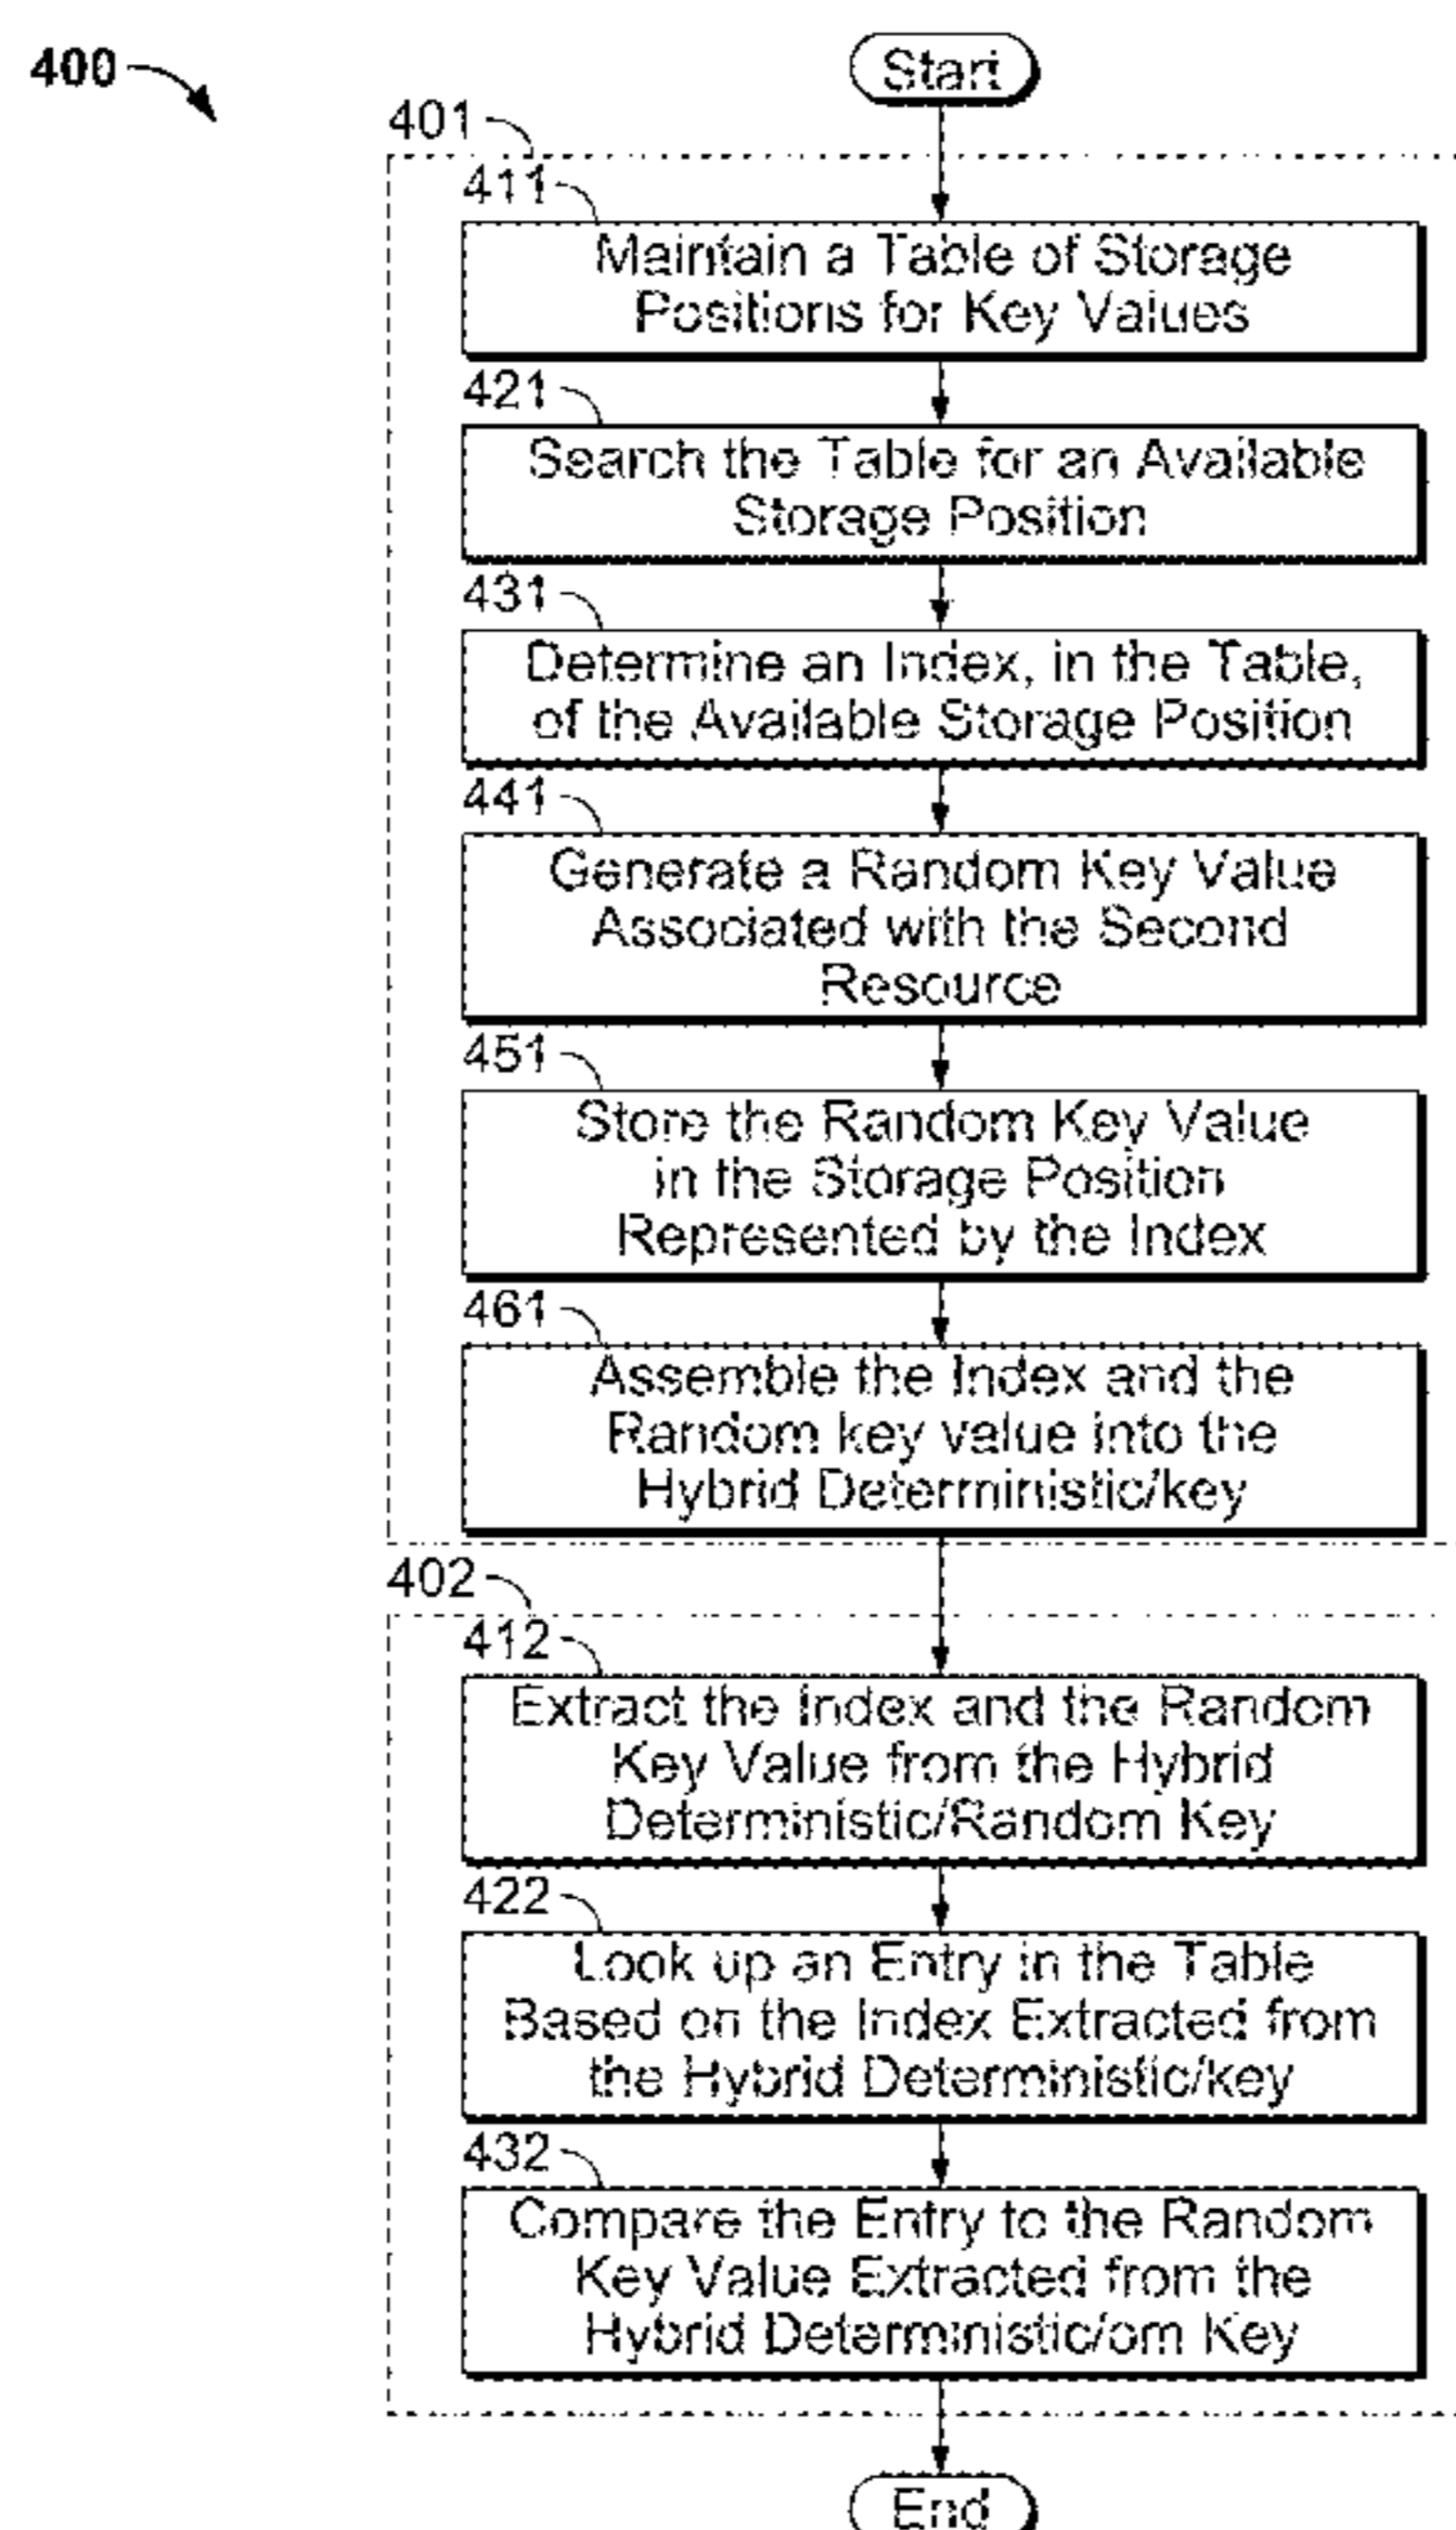 400
Start
401
411
Maintain a Table of Storage
Positions for Key Values
421
Search the Table for an Available
Storage Position
431
Determine an Index, in the Table,
of the Available Storage Position
441
Generate a Random Key Value
Associated with the Second
Resource
451
Store the Random Key Value
in the Storage Position
Represented by the Index
461
Assemble the Index and the
Random key value into the
Hybrid Deterministic/key
402
412
Extract the Index and the Random
Key Value from the Hybrid
Deterministic/Random Key
422
Look up an Entry in the Table
Based on the Index Extracted from
the Hybrid Deterministic/key
432
Compare the Entry to the Random
Key Value Extracted from the
Hybrid Deterministic/om Key
End